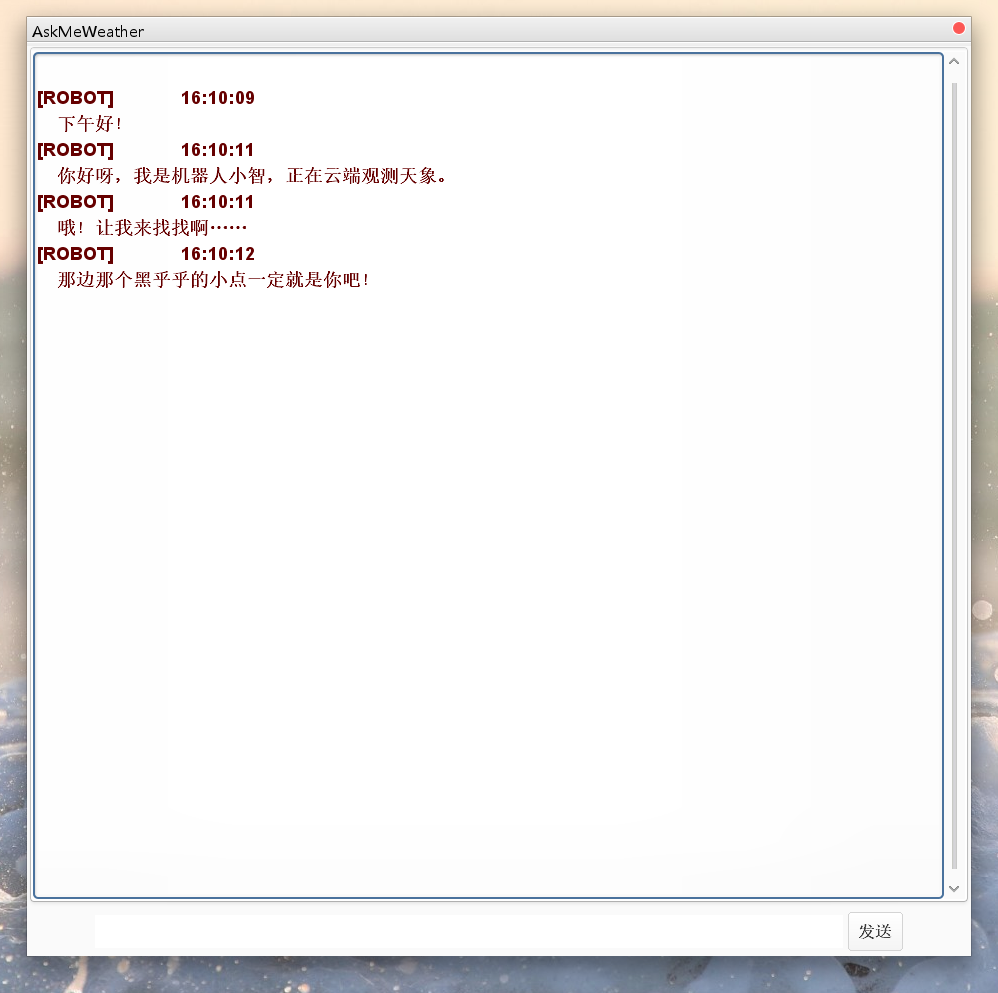 AskMeWeather
[ROBOT] 16:10:09
下午好!
[ROBOT] 16:10:11
你好呀，我是机器人小智，正在云端观测天象。
[ROBOT] 16:10:11
哦! 让我来找找啊……
[ROBOT] 16:10:12
那边那个黑乎乎的小点一定就是你吧!
发送